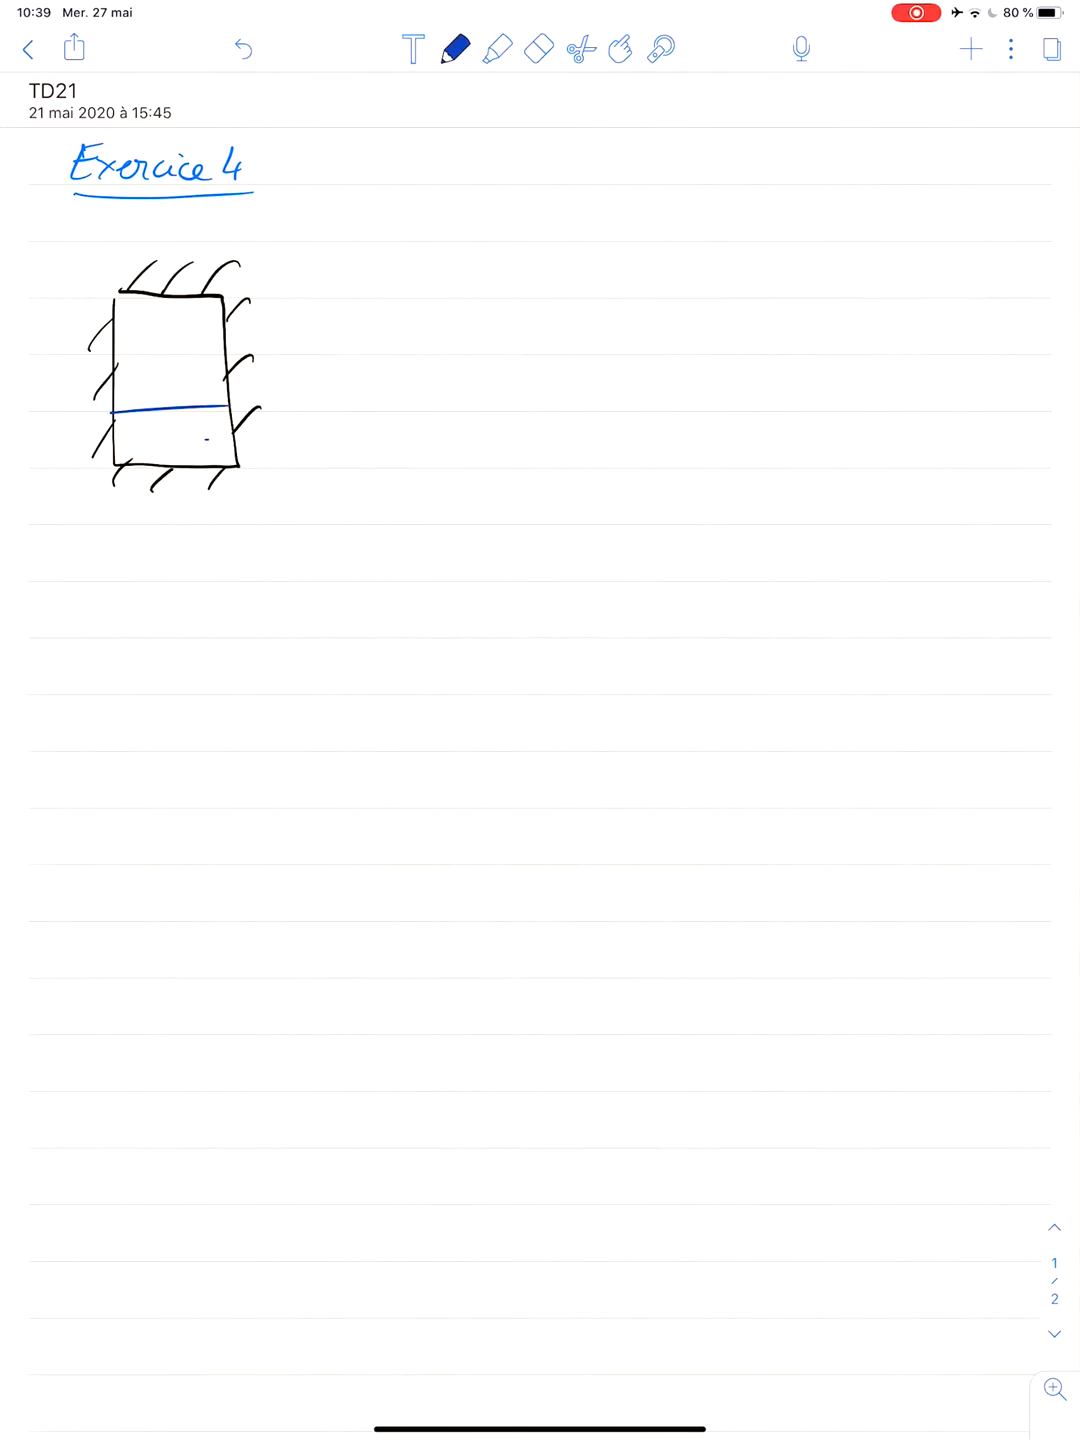 10:39 Mer. 27 mai 80 %
T
TD21
21 mai 2020 à 15:45
Exercice 4
1
/
2